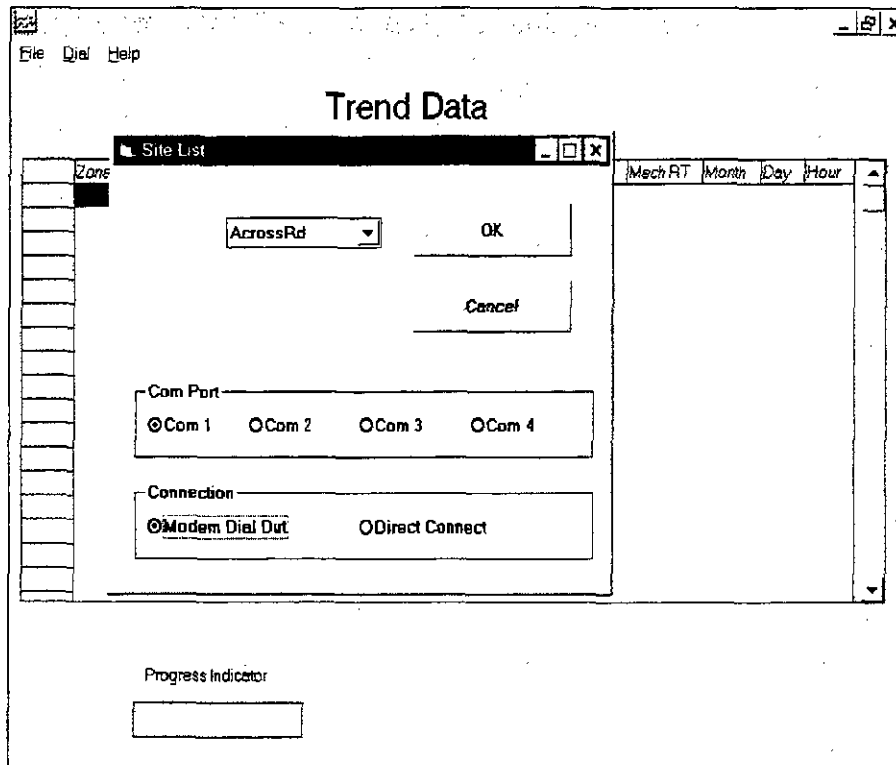 File Dial Help
Trend Data
Site List
Zone Mech RT Month Day Hour
AcrossRd OK
Cancel
Com Port
Com 1 Com 2 Com 3 Com 4
Connection
Modem Dial Out Direct Connect
Progress Indicator